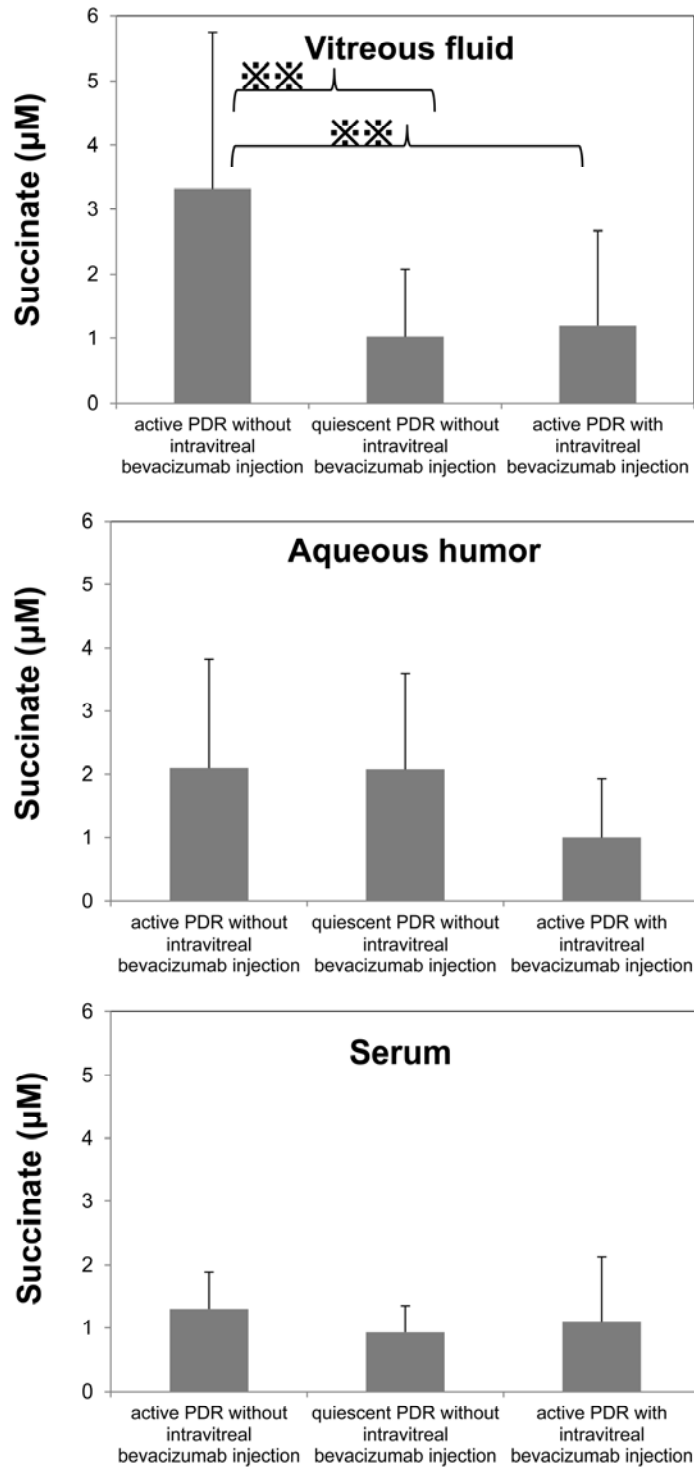 Vitreous fluid
※※
※※
Succinate (µM)
6
5
4
3
2
1
0
active PDR without intravitreal bevacizumab injection
quiescent PDR without intravitreal bevacizumab injection
active PDR with intravitreal bevacizumab injection
Aqueous humor
Succinate (µM)
6
5
4
3
2
1
0
active PDR without intravitreal bevacizumab injection
quiescent PDR without intravitreal bevacizumab injection
active PDR with intravitreal bevacizumab injection
Serum
Succinate (µM)
6
5
4
3
2
1
0
active PDR without intravitreal bevacizumab injection
quiescent PDR without intravitreal bevacizumab injection
active PDR with intravitreal bevacizumab injection